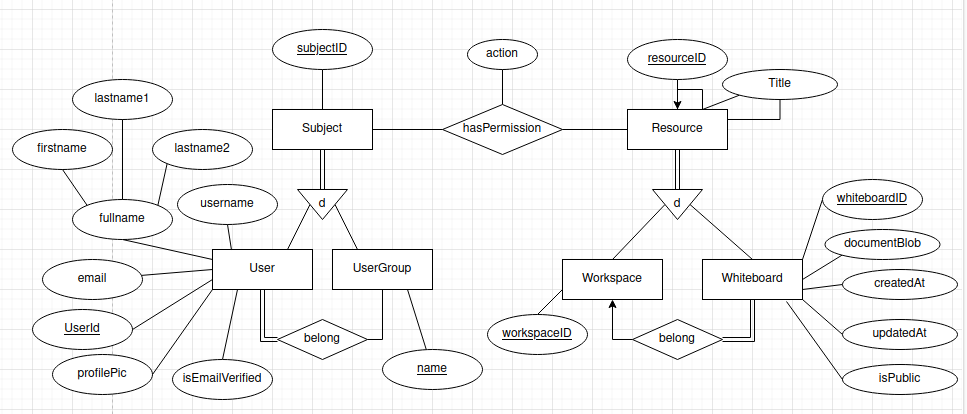 subjectID
action
resourceID
Title
lastname1
Subject
hasPermission
Resource
firstname
lastname2
username
d
d
whiteboardID
fullname
documentBlob
User
UserGroup
Workspace
Whiteboard
email
createdAt
UserId
belong
workspaceID
belong
updatedAt
profilePic
isEmailVerified
name
isPublic